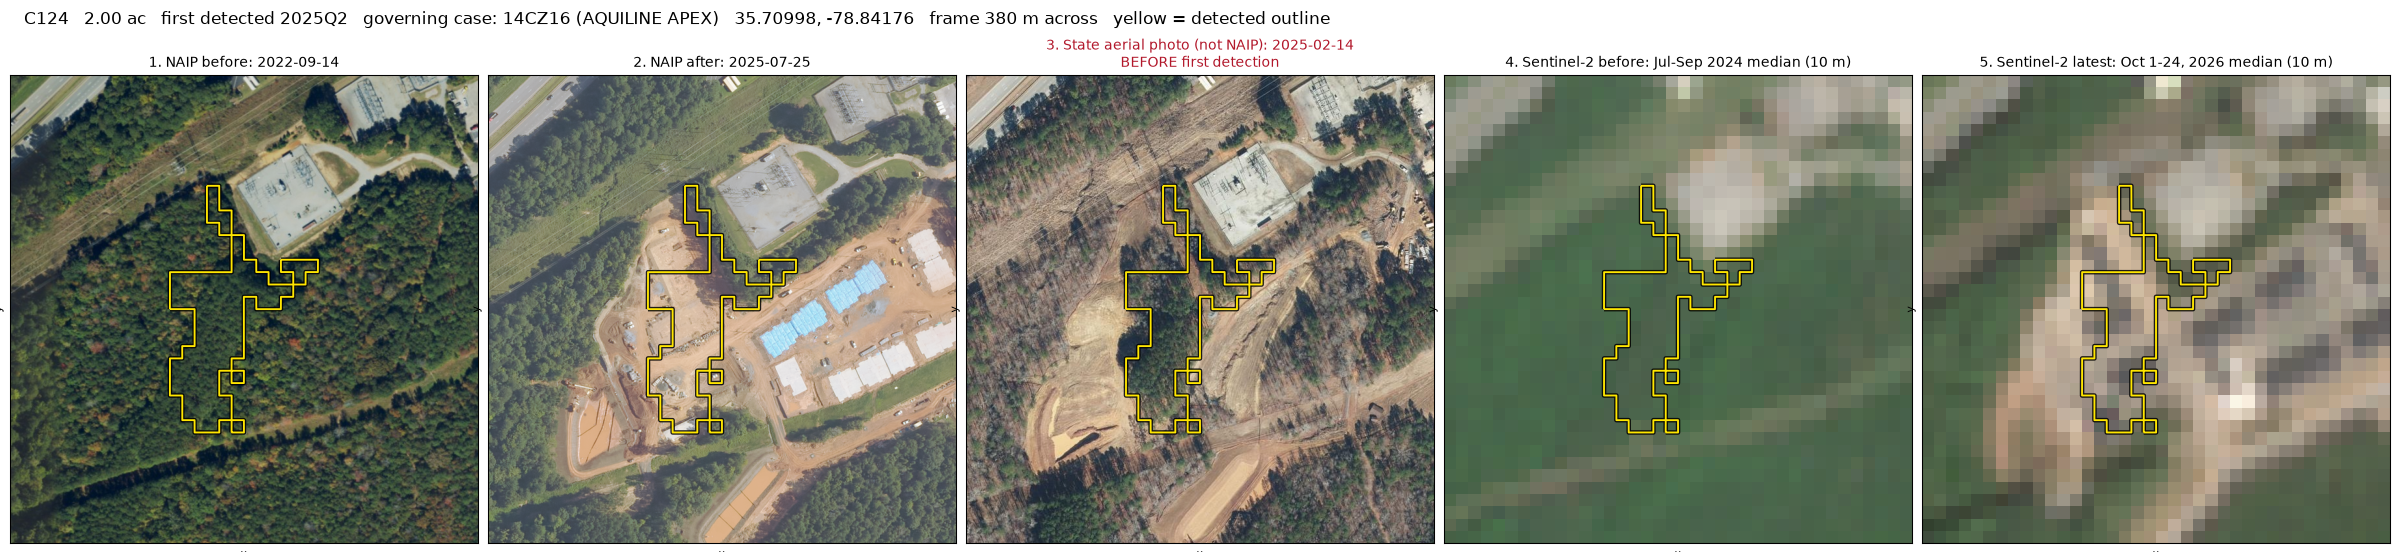 C124   2.00 ac   first detected 2025Q2   governing case: 14CZ16 (AQUILINE APEX)   35.70998, -78.84176   frame 380 m across   yellow = detected outline
1. NAIP before: 2022-09-14
2. NAIP after: 2025-07-25
3. State aerial photo (not NAIP): 2025-02-14
BEFORE first detection
4. Sentinel-2 before: Jul-Sep 2024 median (10 m)
5. Sentinel-2 latest: Oct 1-24, 2026 median (10 m)